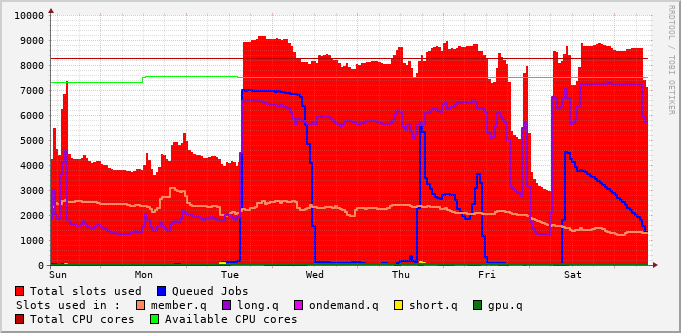 10000
9000
8000
7000
6000
5000
4000
3000
2000
1000
0
Sun Mon Tue Wed Thu Fri Sat
RRDTOOL / TOBI OETIKER
Total slots used Queued Jobs
Slots used in : member.q long.q ondemand.q short.q gpu.q
Total CPU cores Available CPU cores